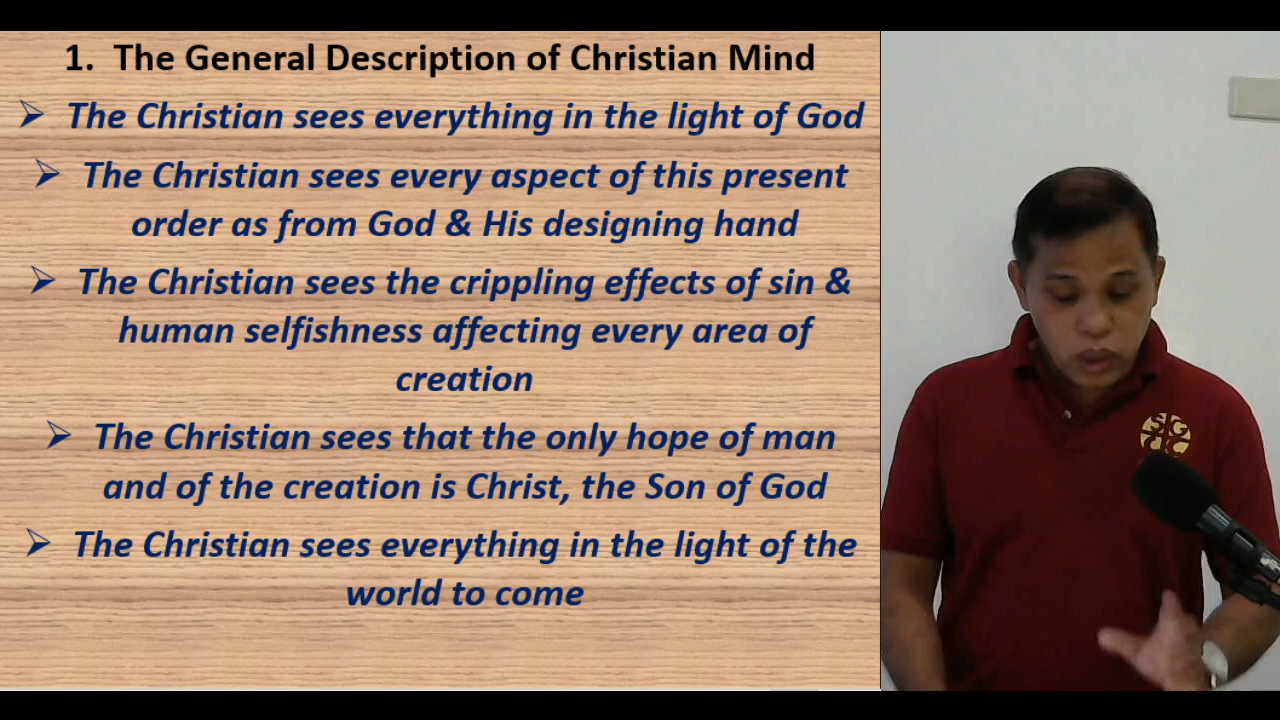 1. The General Description of Christian Mind
➢ The Christian sees everything in the light of God
➢ The Christian sees every aspect of this present
order as from God & His designing hand
➢ The Christian sees the crippling effects of sin &
human selfishness affecting every area of
creation
➢ The Christian sees that the only hope of man
and of the creation is Christ, the Son of God
➢ The Christian sees everything in the light of the
world to come